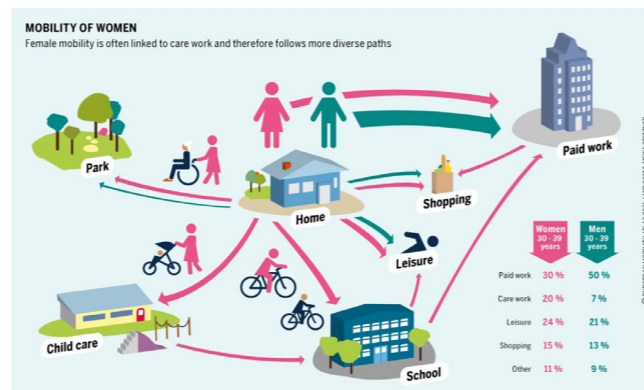 MOBILITY OF WOMEN
Female mobility is often linked to care work and therefore follows more diverse paths
Park
Home
Paid work
Shopping
Leisure
Child care
School
Women
30 - 39
years
Men
30 - 39
years
Paid work 30 % 50 %
Care work 20 % 7 %
Leisure 24 % 21 %
Shopping 15 % 13 %
Other 11 % 9 %